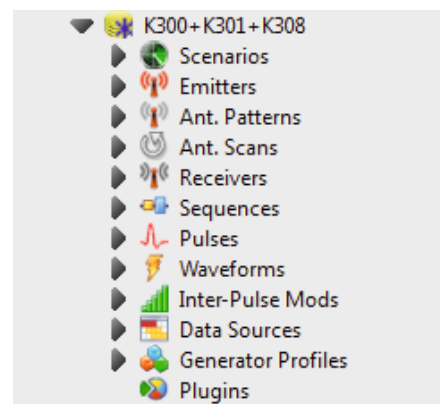 K300+K301+K308
Scenarios
Emitters
Ant. Patterns
Ant. Scans
Receivers
Sequences
Pulses
Waveforms
Inter-Pulse Mods
Data Sources
Generator Profiles
Plugins